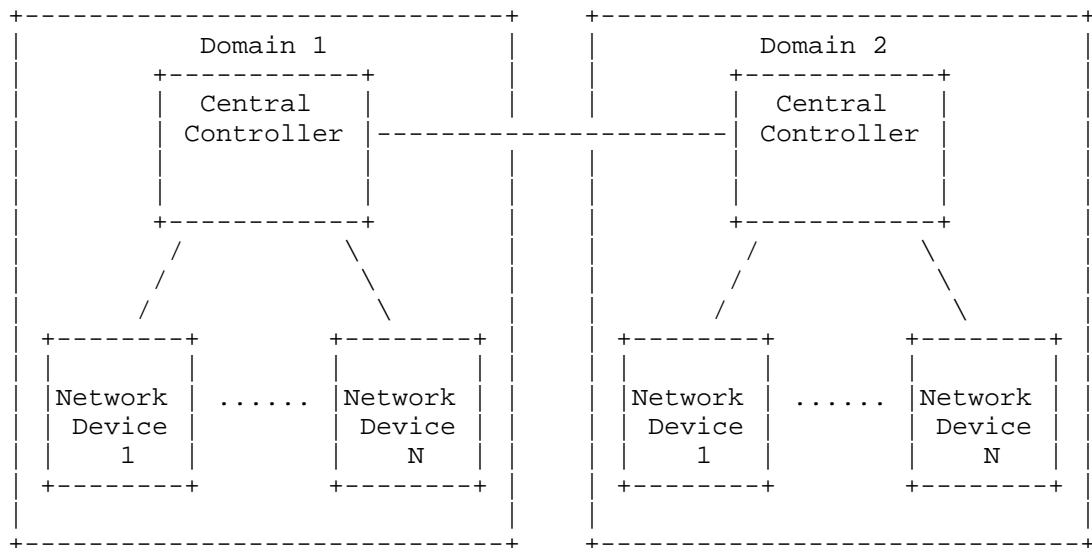 Domain 1 Domain 2
Central Central
Controller Controller
Network ...... Network Network ...... Network
Device Device Device Device
1 N 1 N